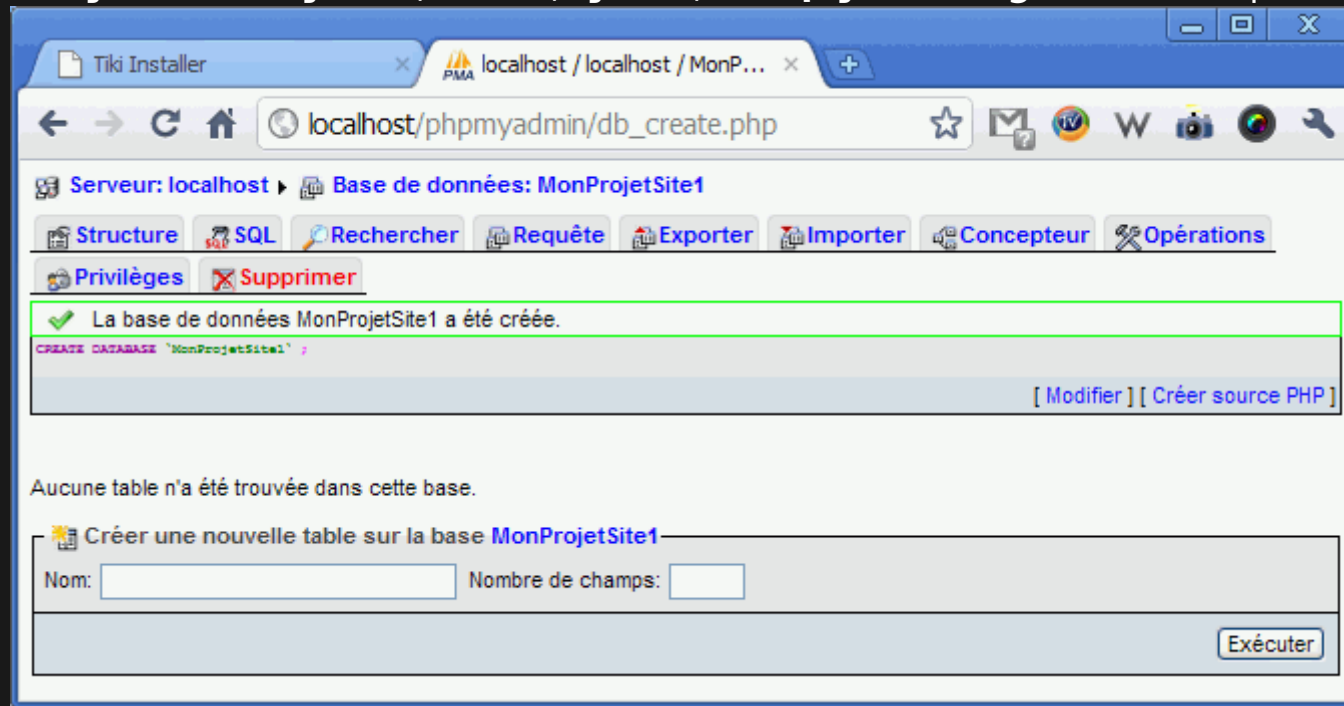 Tiki Installer
PMA localhost / localhost / MonP...
localhost/phpmyadmin/db_create.php
Serveur: localhost Base de données: MonProjetSite1
Structure SQL Rechercher Requête Exporter Importer Concepteur Opérations
Privilèges Supprimer
La base de données MonProjetSite1 a été créée.
CREATE DATABASE `MonProjetSite1` ;
[ Modifier ] [ Créer source PHP ]
Aucune table n'a été trouvée dans cette base.
Créer une nouvelle table sur la base MonProjetSite1
Nom: Nombre de champs:
Exécuter